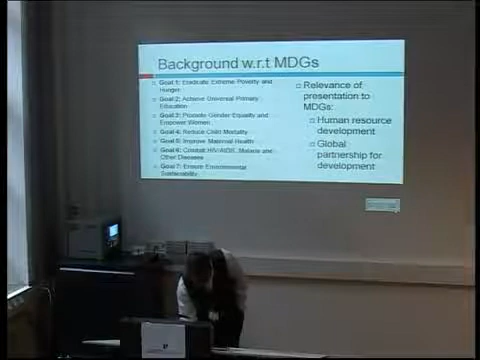 Background w.r.t MDGs
Goal 1: Eradicate Extreme Poverty and
Hunger
Goal 2: Achieve Universal Primary
Education
Goal 3: Promote Gender Equality and
Empower Women
Goal 4: Reduce Child Mortality
Goal 5: Improve Maternal Health
Goal 6: Combat HIV/AIDS, Malaria and
Other Diseases
Goal 7: Ensure Environmental
Sustainability
Relevance of
presentation to
MDGs:
Human resource
development
Global
partnership for
development